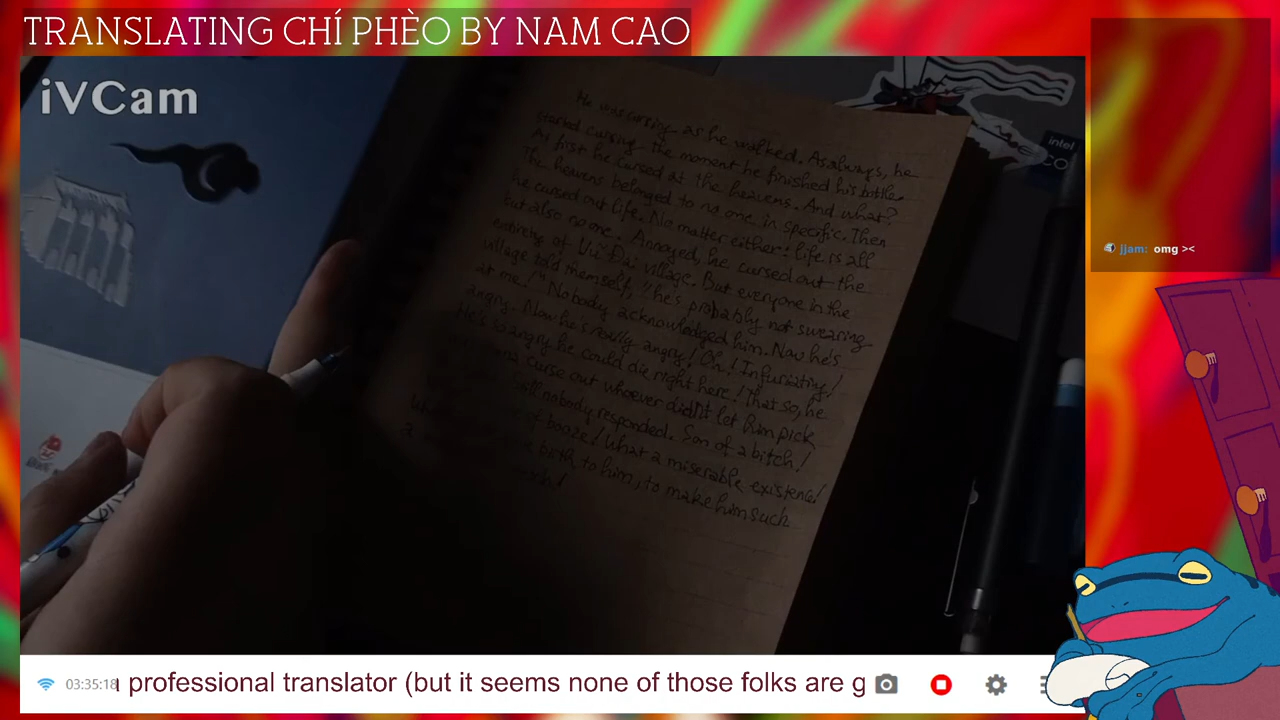 TRANSLATING CHÍ PHÈO BY NAM CAO
iVCam
He was cursing as he walked. As always, he
started cursing the moment he finished his bottle.
At first he cursed at the heavens. And what?
The heavens belonged to no one in specific. Then
he cursed out life. No matter either: life is all
but also no one. Annoyed, he cursed out the
entirety of Vũ Đại village. But everyone in the
village told themself, "he's probably not swearing
at me!" Nobody acknowledged him. Now he's
angry. Now he's really angry! Oh! Infuriating!
He's so angry he could die right here! That so, he
curse out whoever didn't let him pick
still nobody responded. Son of a bitch!
of booze! What a miserable existence!
birth to him, to make him such
a
intel
CO
jjam: omg ><
03:35:18
professional translator (but it seems none of those folks are g